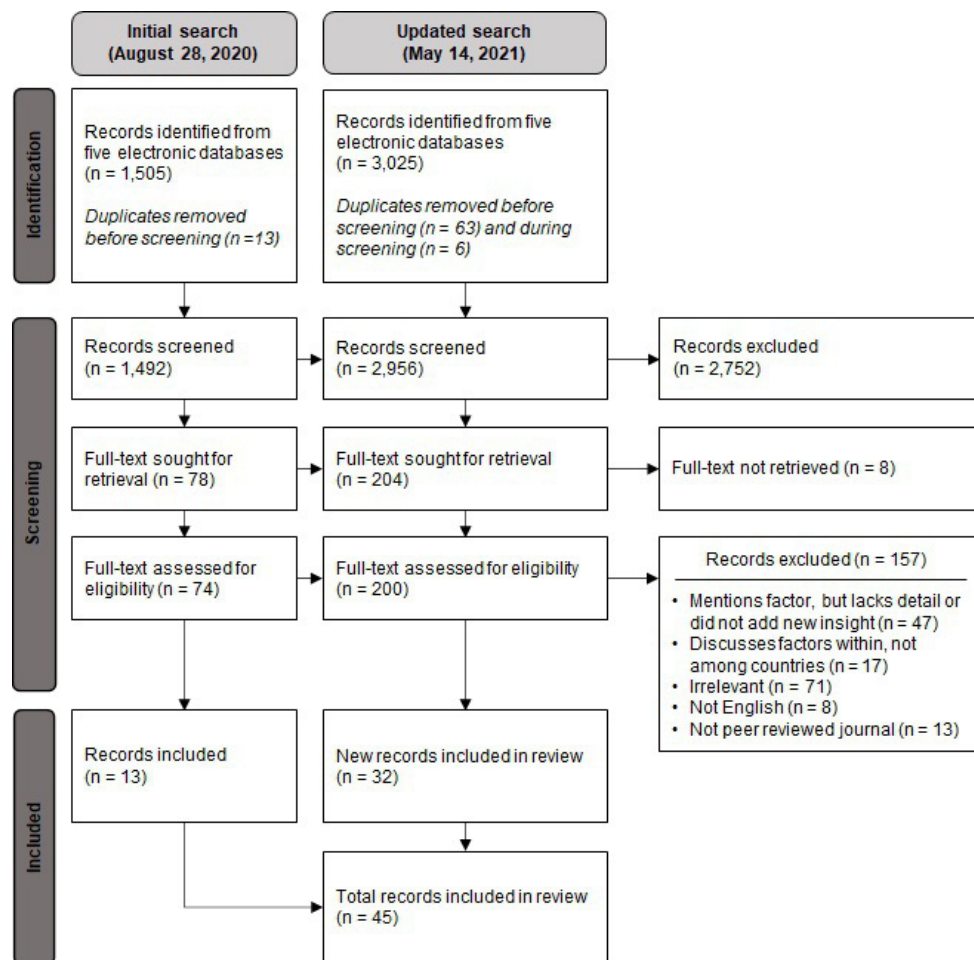 Initial search
(August 28, 2020)
Updated search
(May 14, 2021)
Identification
Records identified from
five electronic databases
(n = 1,505)
Duplicates removed
before screening (n =13)
Records identified from five
electronic databases
(n = 3,025)
Duplicates removed before
screening (n = 63) and during
screening (n = 6)
Screening
Records screened
(n = 1,492)
Records screened
(n = 2,956)
Records excluded
(n = 2,752)
Full-text sought for
retrieval (n = 78)
Full-text sought for retrieval
(n = 204)
Full-text not retrieved (n = 8)
Full-text assessed for
eligibility (n = 74)
Full-text assessed for eligibility
(n = 200)
Records excluded (n = 157)
• Mentions factor, but lacks detail or
did not add new insight (n = 47)
• Discusses factors within, not
among countries (n = 17)
• Irrelevant (n = 71)
• Not English (n = 8)
• Not peer reviewed journal (n = 13)
Included
Records included
(n = 13)
New records included in review
(n = 32)
Total records included in review
(n = 45)